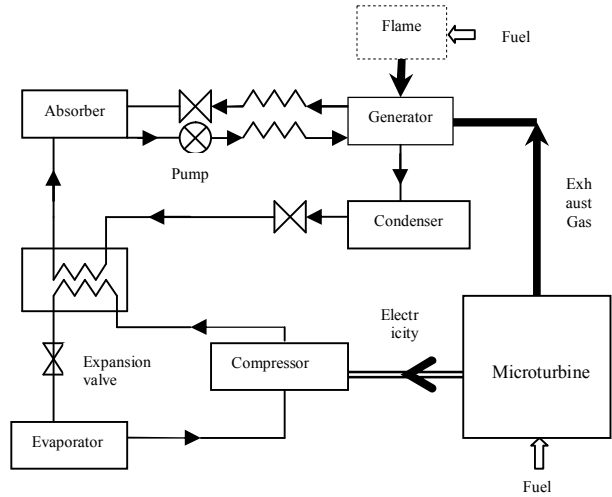 Flame
Fuel
Absorber
Generator
Pump
Exh
aust
Gas
Condenser
Electr
icity
Expansion
valve
Compressor
Microturbine
Evaporator
Fuel